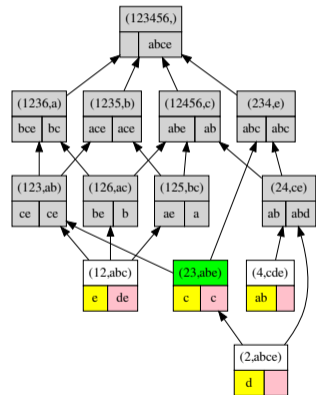 (123456,)
abce
(1236,a) (1235,b) (12456,c) (234,e)
bce bc ace ace abe ab abc abc
(123,ab) (126,ac) (125,bc) (24,ce)
ce ce be b ae a ab abd
(12,abc) (23,abe) (4,cde)
e de c c ab
(2,abce)
d